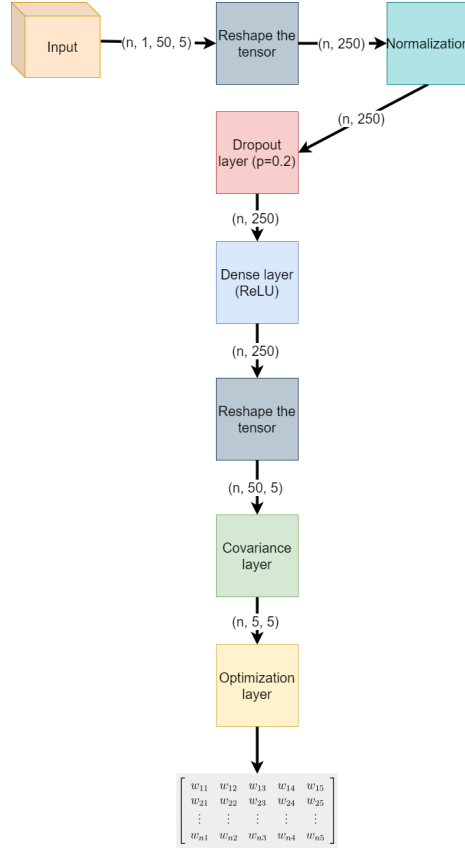 Input
(n, 1, 50, 5)
Reshape the
tensor
(n, 250)
Normalization
(n, 250)
Dropout
layer (p=0.2)
(n, 250)
Dense layer
(ReLU)
(n, 250)
Reshape the
tensor
(n, 50, 5)
Covariance
layer
(n, 5, 5)
Optimization
layer
w₁₁ w₁₂ w₁₃ w₁₄ w₁₅
w₂₁ w₂₂ w₂₃ w₂₄ w₂₅
⋮ ⋮ ⋮ ⋮ ⋮
wₙ₁ wₙ₂ wₙ₃ wₙ₄ wₙ₅